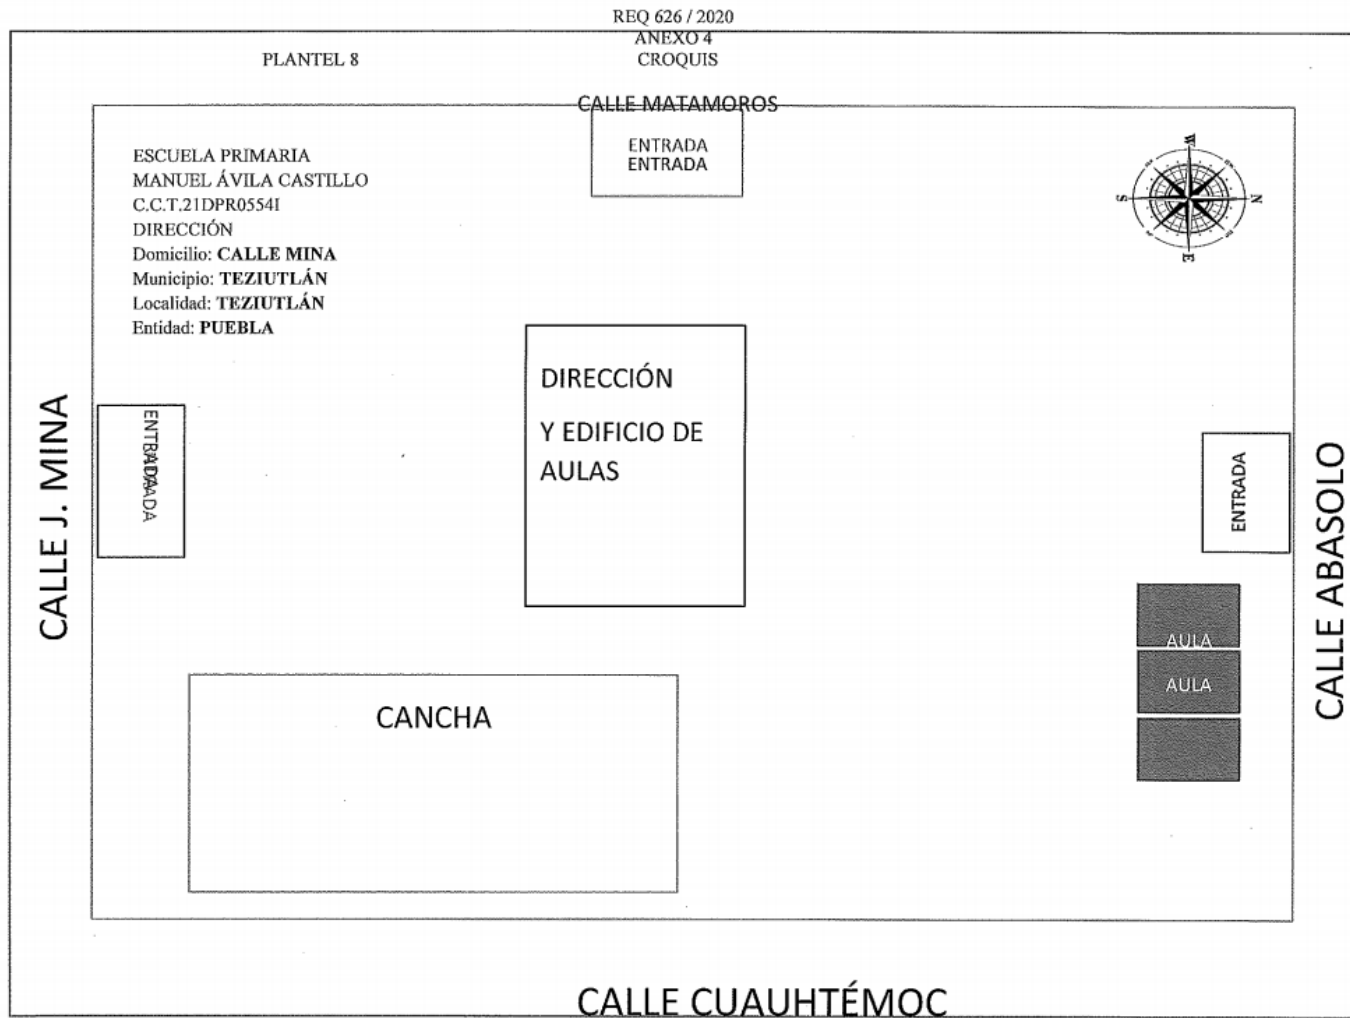 REQ 626 / 2020
ANEXO 4
CROQUIS
PLANTEL 8
CALLE MATAMOROS
ENTRADA
ENTRADA
ESCUELA PRIMARIA
MANUEL ÁVILA CASTILLO
C.C.T.21DPR0554I
DIRECCIÓN
Domicilio: CALLE MINA
Municipio: TEZIUTLÁN
Localidad: TEZIUTLÁN
Entidad: PUEBLA
W
N
S
E
DIRECCIÓN
Y EDIFICIO DE
AULAS
CALLE J. MINA
ENTRADA
ENTRADA
ENTRADA
CALLE ABASOLO
AULA
AULA
CANCHA
CALLE CUAUHTÉMOC